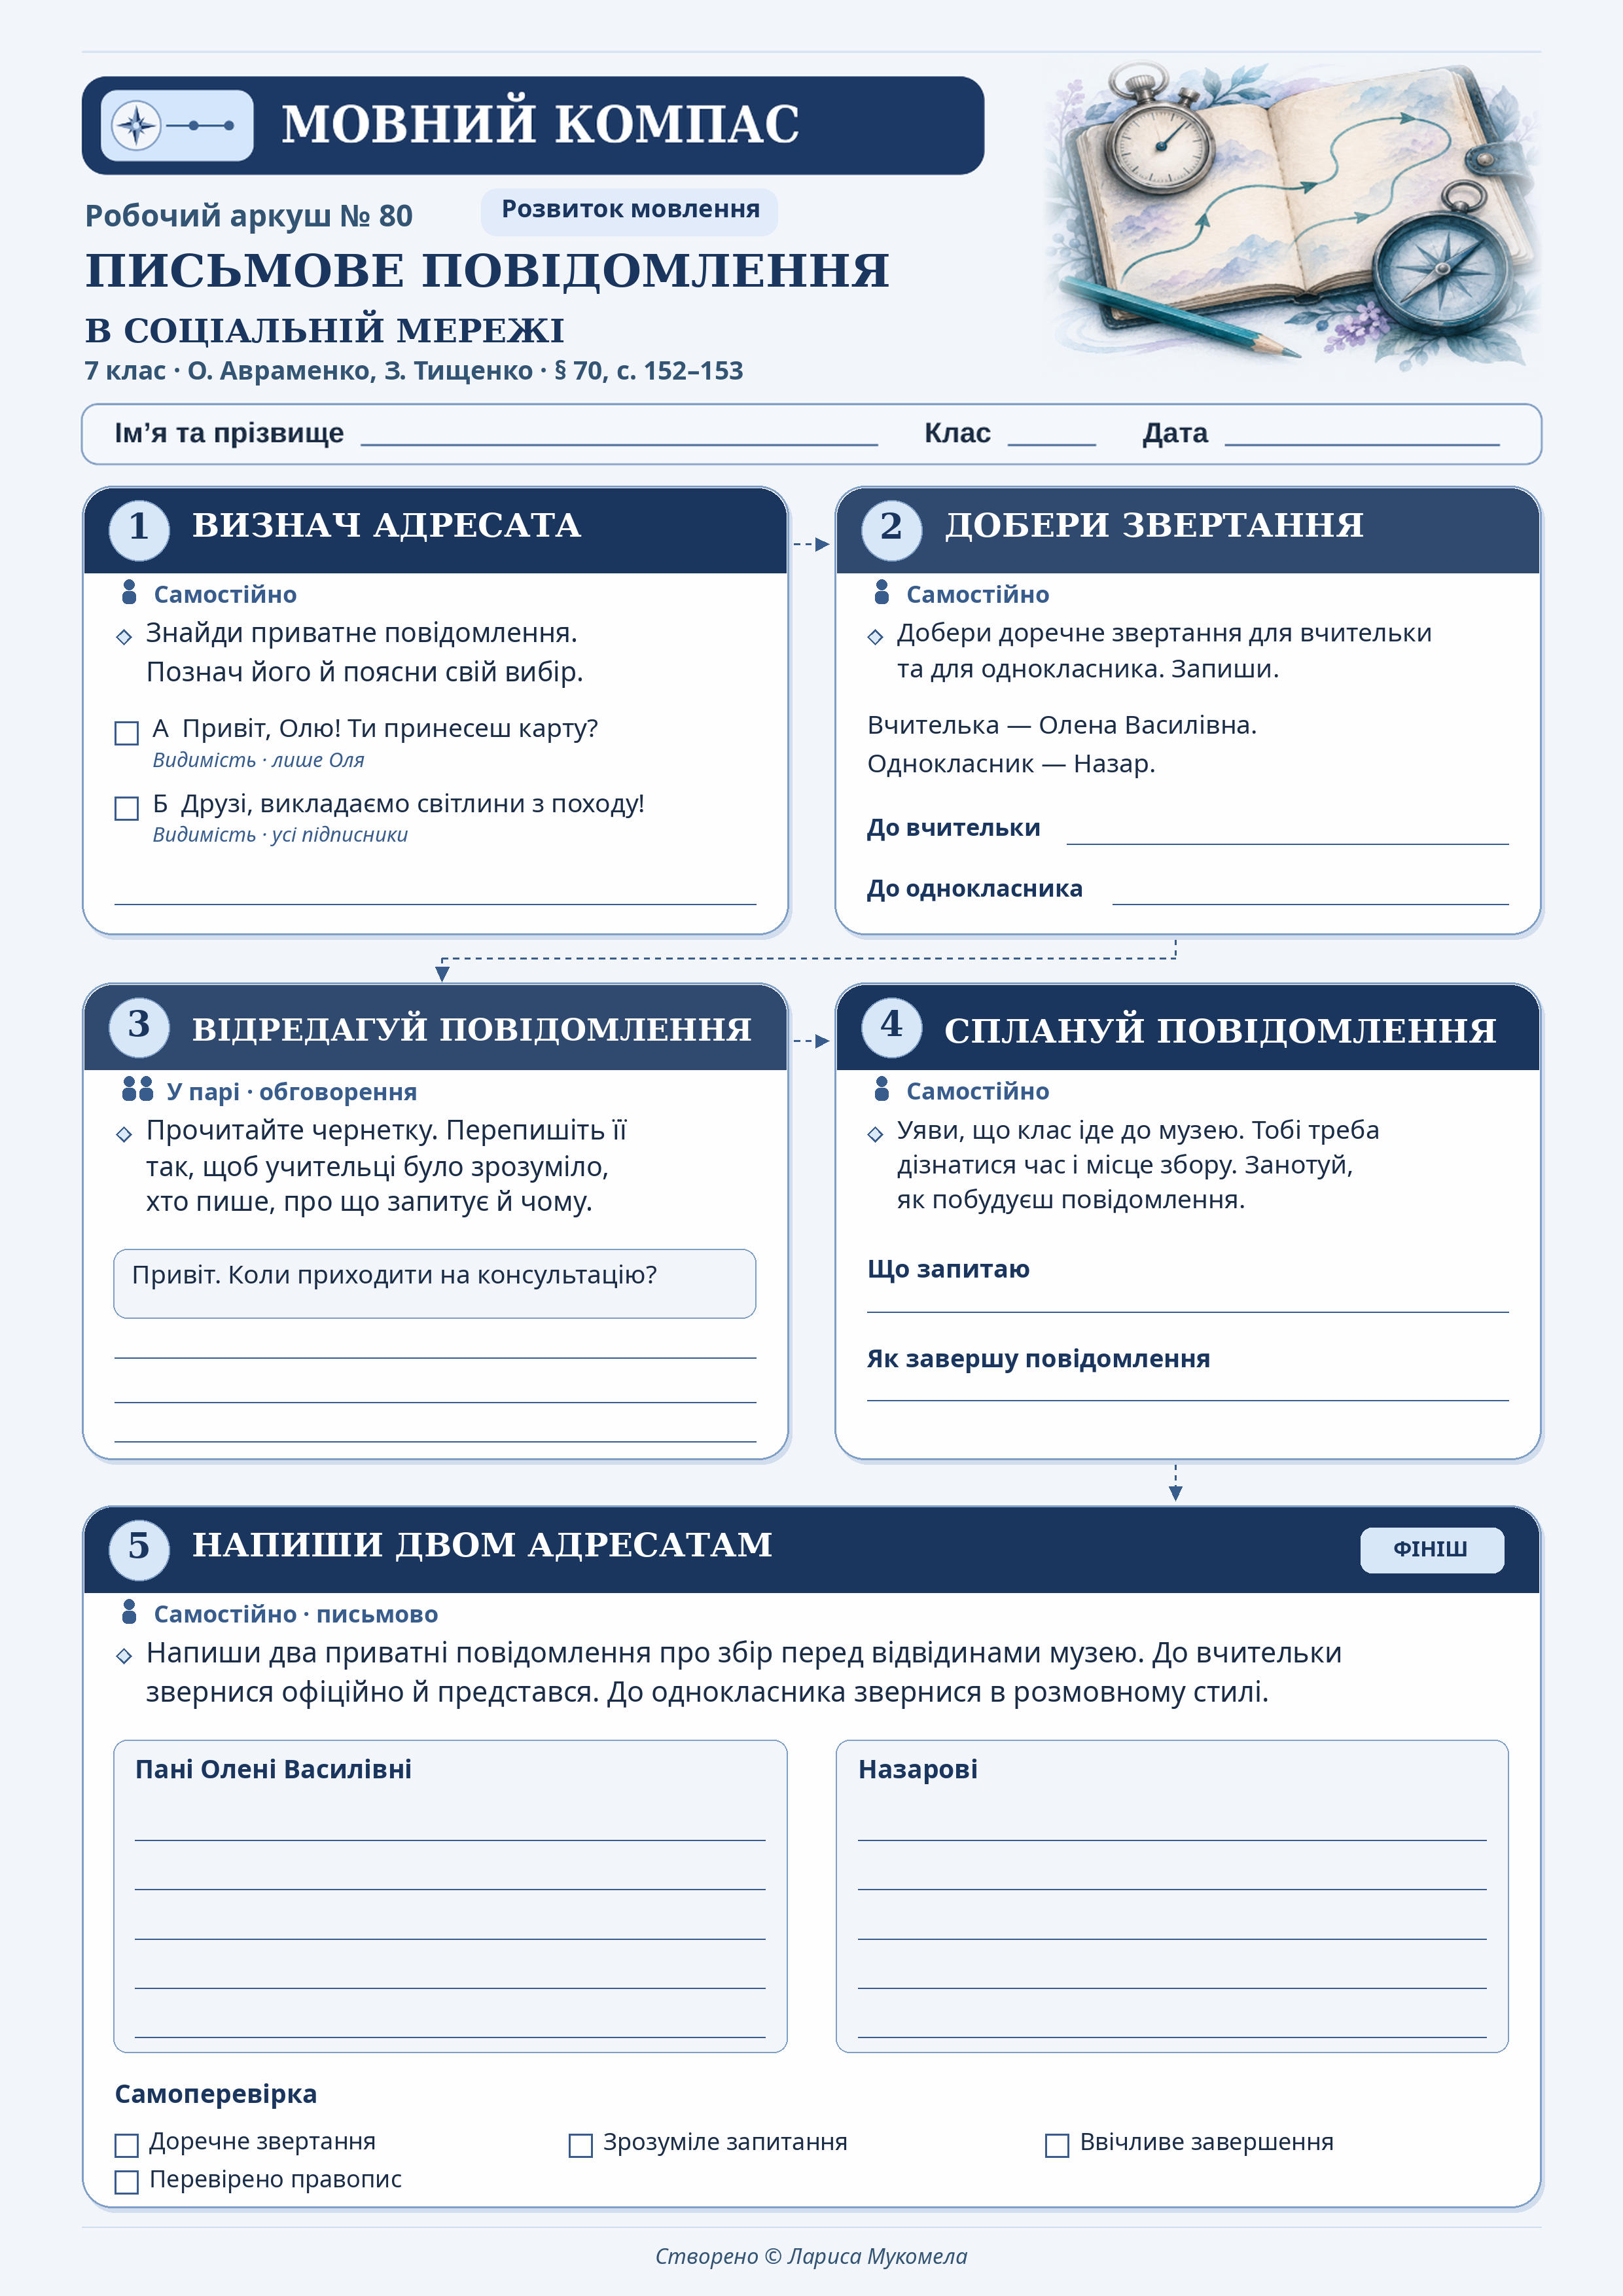 МОВНИЙ КОМПАС
Робочий аркуш № 80
Розвиток мовлення
ПИСЬМОВЕ ПОВІДОМЛЕННЯ
В СОЦІАЛЬНІЙ МЕРЕЖІ
7 клас · О. Авраменко, З. Тищенко · § 70, с. 152–153
Ім’я та прізвище Клас Дата
1 ВИЗНАЧ АДРЕСАТА
Самостійно
Знайди приватне повідомлення.
Познач його й поясни свій вибір.
А Привіт, Олю! Ти принесеш карту?
Видимість · лише Оля
Б Друзі, викладаємо світлини з походу!
Видимість · усі підписники
2 ДОБЕРИ ЗВЕРТАННЯ
Самостійно
Добери доречне звертання для вчительки
та для однокласника. Запиши.
Вчителька — Олена Василівна.
Однокласник — Назар.
До вчительки
До однокласника
3 ВІДРЕДАГУЙ ПОВІДОМЛЕННЯ
У парі · обговорення
Прочитайте чернетку. Перепишіть її
так, щоб учительці було зрозуміло,
хто пише, про що запитує й чому.
Привіт. Коли приходити на консультацію?
4 СПЛАНУЙ ПОВІДОМЛЕННЯ
Самостійно
Уяви, що клас іде до музею. Тобі треба
дізнатися час і місце збору. Занотуй,
як побудуєш повідомлення.
Що запитаю
Як завершу повідомлення
5 НАПИШИ ДВОМ АДРЕСАТАМ
ФІНІШ
Самостійно · письмово
Напиши два приватні повідомлення про збір перед відвідинами музею. До вчительки
звернися офіційно й представся. До однокласника звернися в розмовному стилі.
Пані Олені Василівні
Назарові
Самоперевірка
Доречне звертання
Зрозуміле запитання
Ввічливе завершення
Перевірено правопис
Створено © Лариса Мукомела